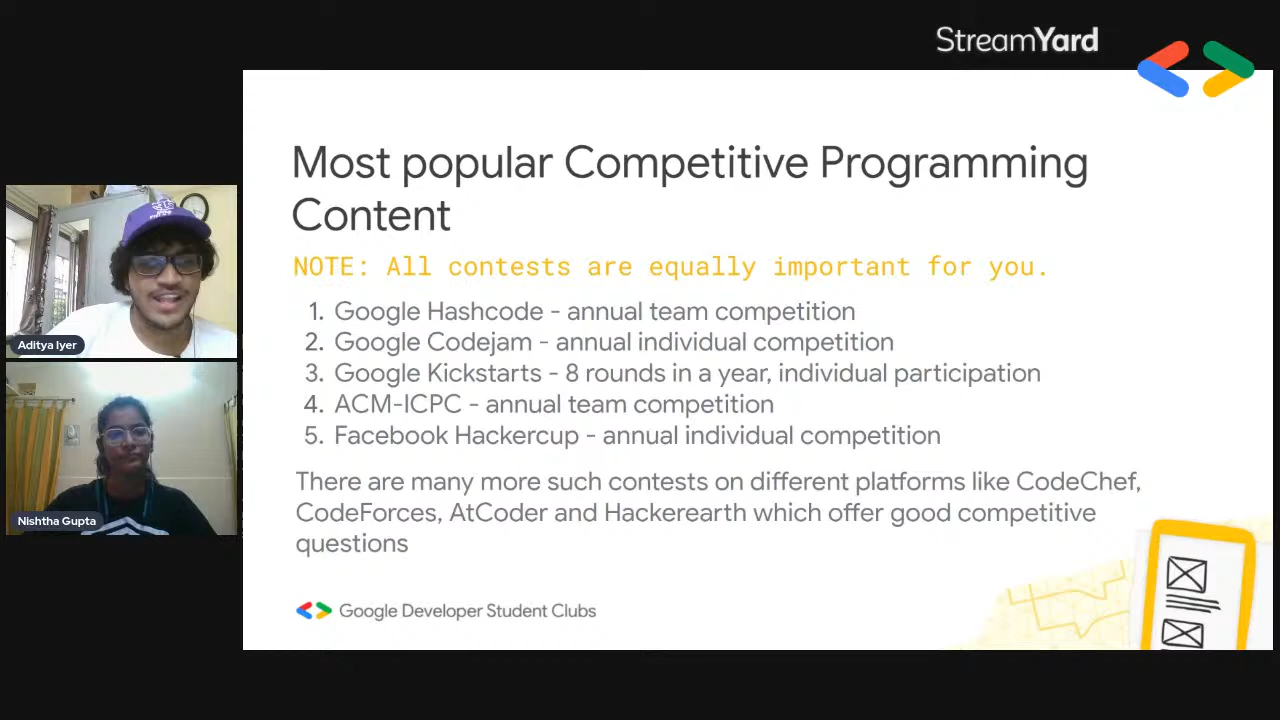 StreamYard
Most popular Competitive Programming
Content
NOTE: All contests are equally important for you.
1. Google Hashcode - annual team competition
2. Google Codejam - annual individual competition
3. Google Kickstarts - 8 rounds in a year, individual participation
4. ACM-ICPC - annual team competition
5. Facebook Hackercup - annual individual competition
There are many more such contests on different platforms like CodeChef,
CodeForces, AtCoder and Hackerearth which offer good competitive
questions
Google Developer Student Clubs
Aditya Iyer
Nishtha Gupta